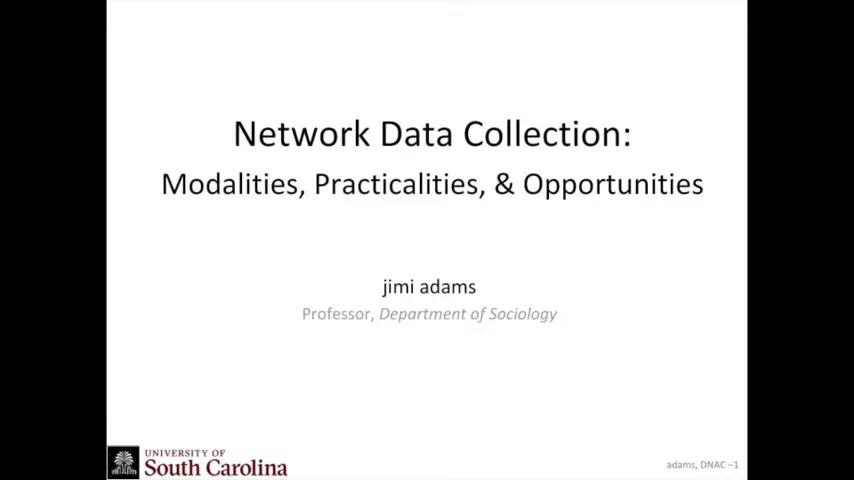 Network Data Collection:
Modalities, Practicalities, & Opportunities
jimi adams
Professor, Department of Sociology
UNIVERSITY OF
South Carolina
adams, DNAC –1